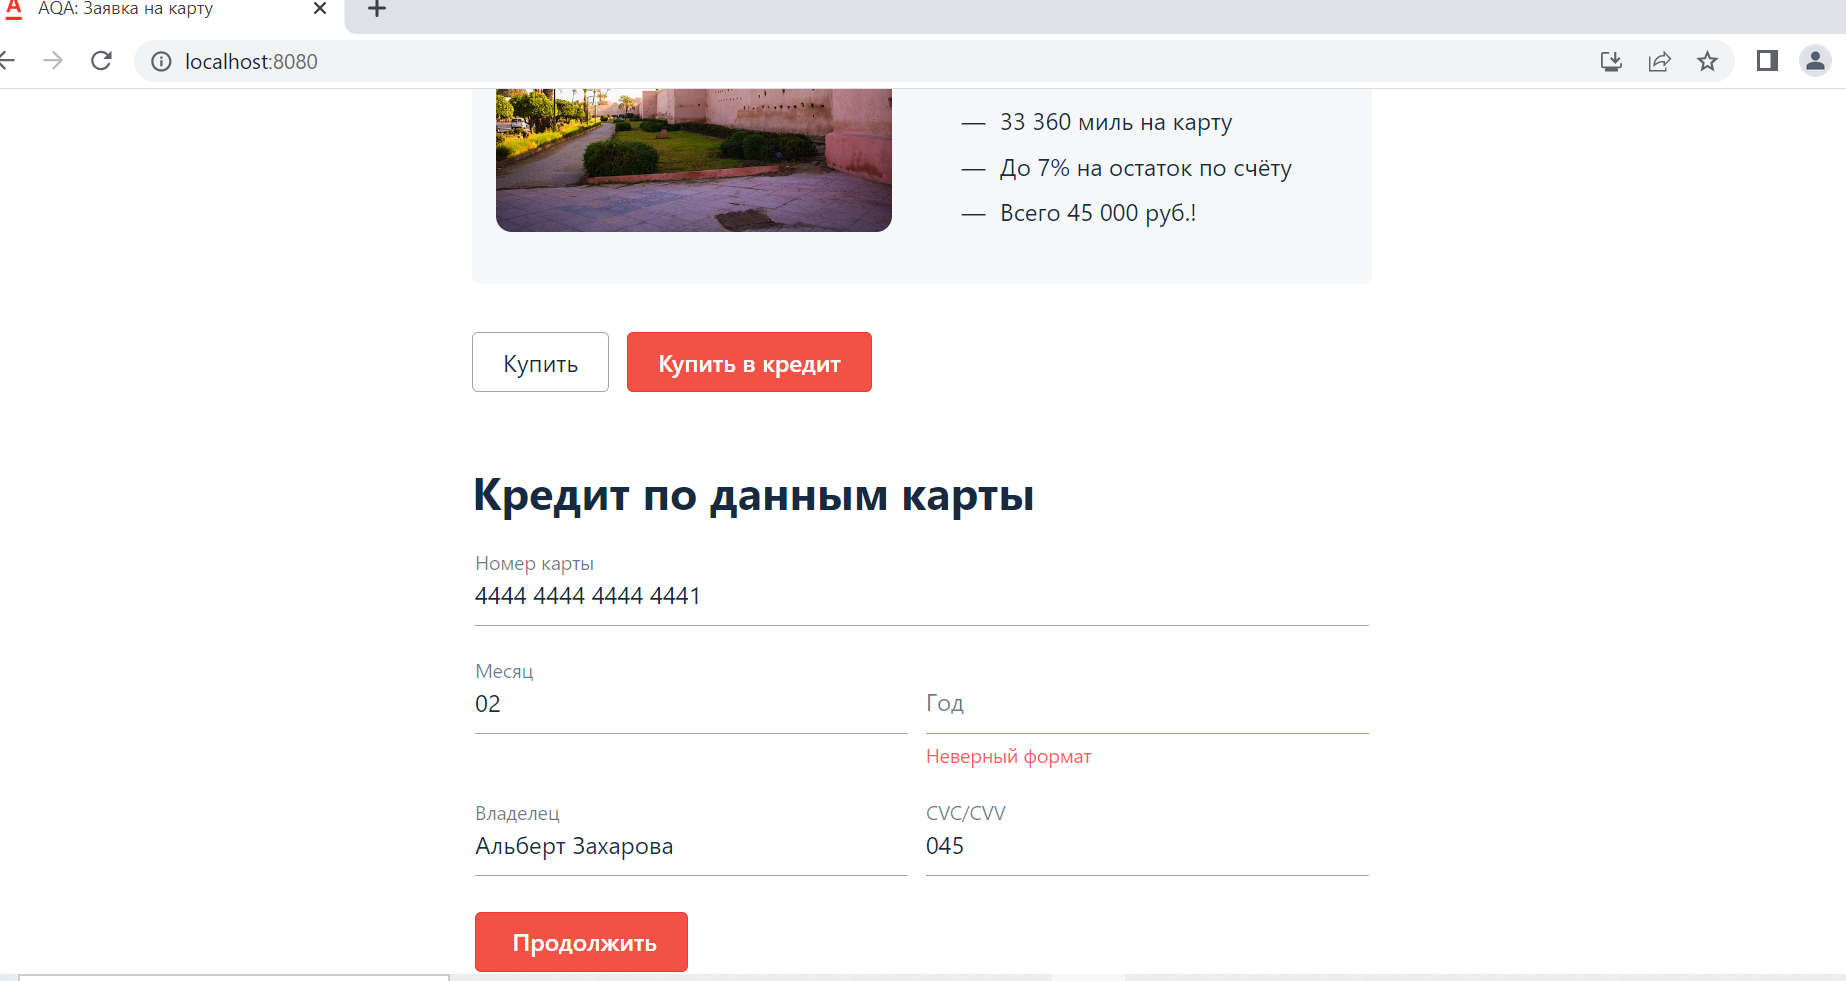 A AQA: Заявка на карту
localhost:8080
— 33 360 миль на карту
— До 7% на остаток по счёту
— Всего 45 000 руб.!
Купить
Купить в кредит
Кредит по данным карты
Номер карты
4444 4444 4444 4441
Месяц
02
Год
Неверный формат
Владелец
Альберт Захарова
CVC/CVV
045
Продолжить